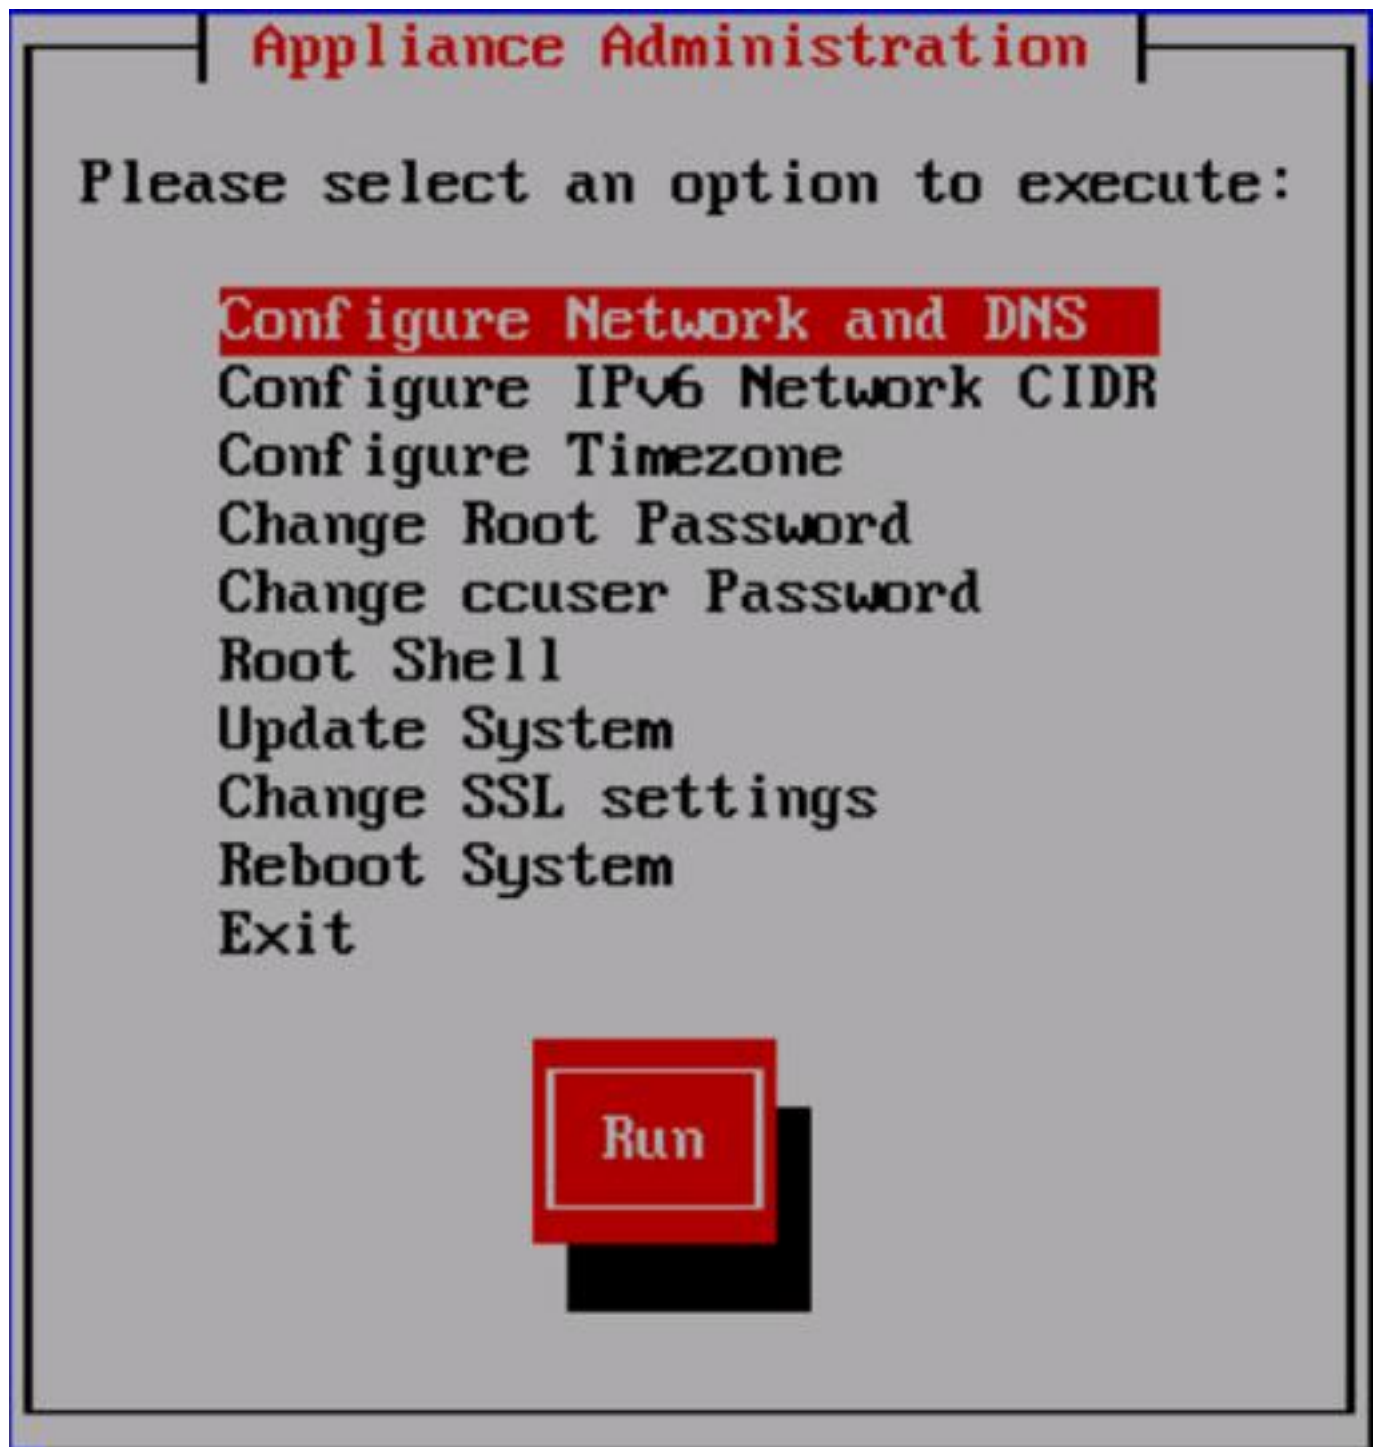 Appliance Administration
Please select an option to execute:
Configure Network and DNS
Configure IPv6 Network CIDR
Configure Timezone
Change Root Password
Change ccuser Password
Root Shell
Update System
Change SSL settings
Reboot System
Exit
Run